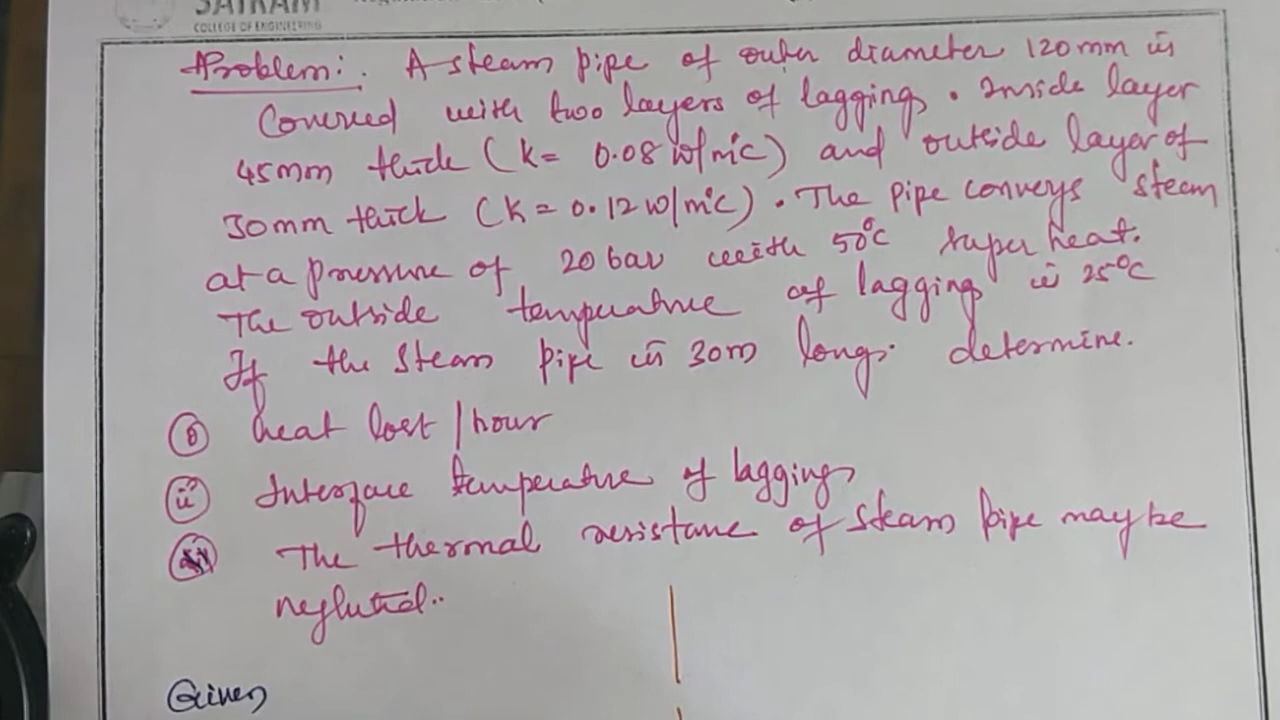 SAIRAM
COLLEGE OF ENGINEERING
Problem:. A steam pipe of outer diameter 120mm is
Covered with two layers of lagging. Inside layer
45mm thick (K= 0.08 W/m°C) and outside layer of
30mm thick (K = 0.12 W/m°C). The pipe conveys steam
at a pressure of 20 bar with 50°C super heat.
The outside temperature of lagging is 25°C
If the steam pipe is 30m long. determine.
(i) heat lost / hour
(ii) Interface temperature of lagging
The thermal resistance of steam pipe may be
neglected..
Given